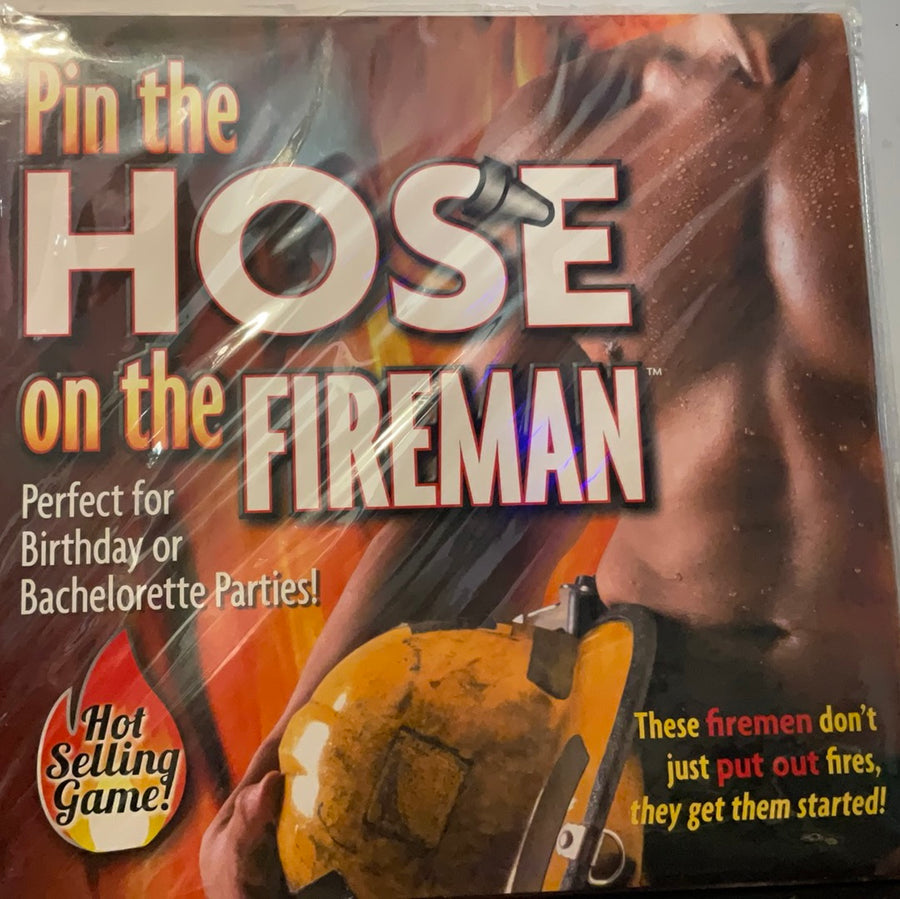 Pin the
HOSE
on the FIREMAN™
Perfect for
Birthday or
Bachelorette Parties!
Hot
Selling
Game!
These firemen don't
just put out fires,
they get them started!